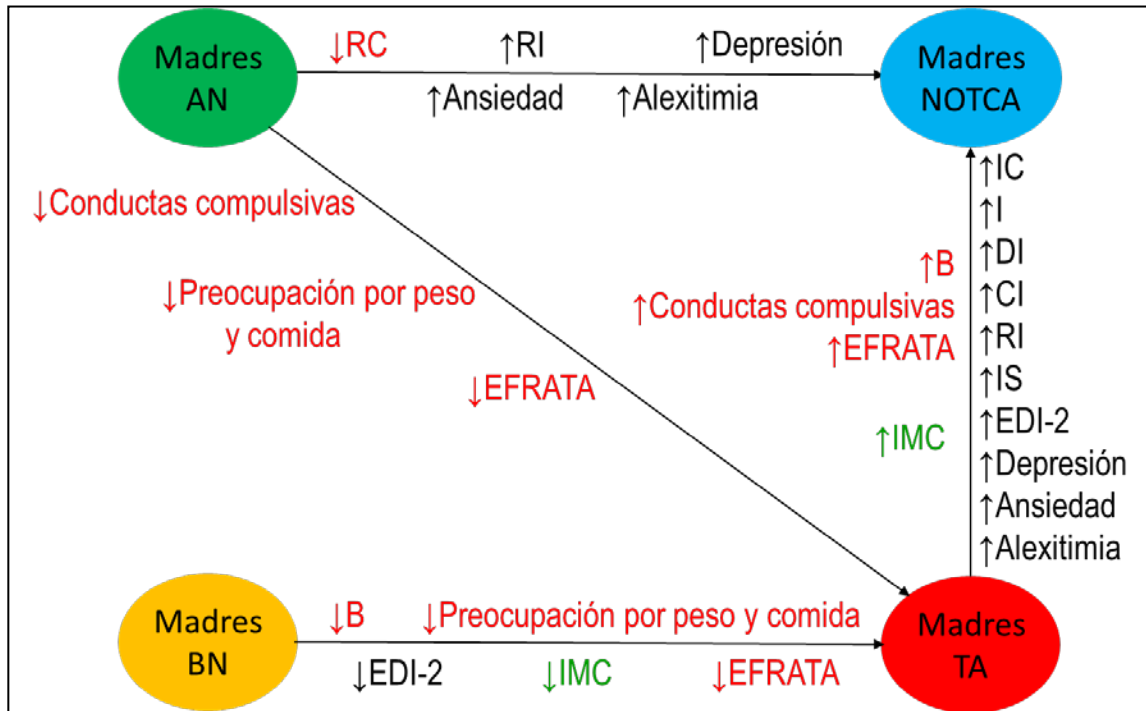 Madres
AN
↓RC ↑RI ↑Depresión
↑Ansiedad ↑Alexitimia
Madres
NOTCA
↓Conductas compulsivas
↓Preocupación por peso
y comida
↓EFRATA
↑B
↑Conductas compulsivas
↑EFRATA
↑IMC
↑IC
↑I
↑DI
↑CI
↑RI
↑IS
↑EDI-2
↑Depresión
↑Ansiedad
↑Alexitimia
Madres
BN
↓B ↓Preocupación por peso y comida
↓EDI-2 ↓IMC ↓EFRATA
Madres
TA